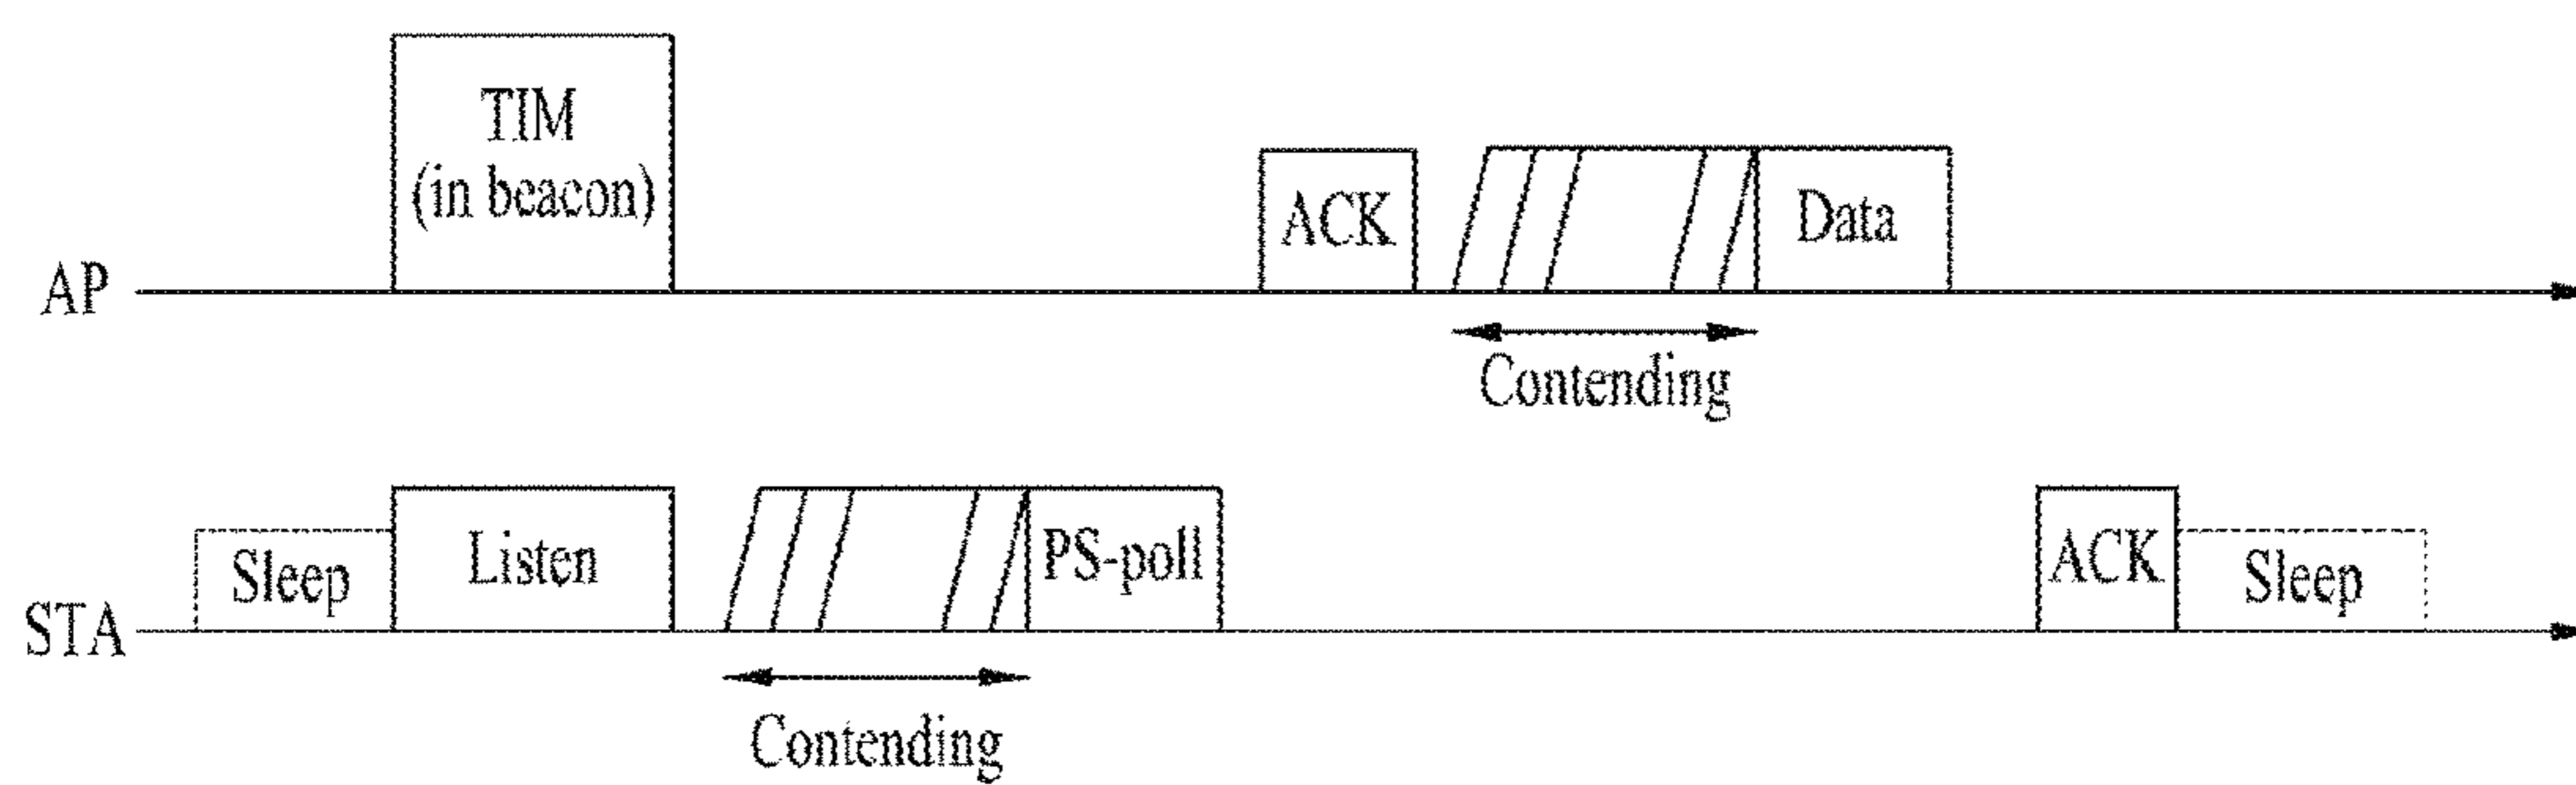 TIM
(in beacon)
ACK
Data
AP
Contending
Sleep
Listen
PS-poll
ACK
Sleep
STA
Contending